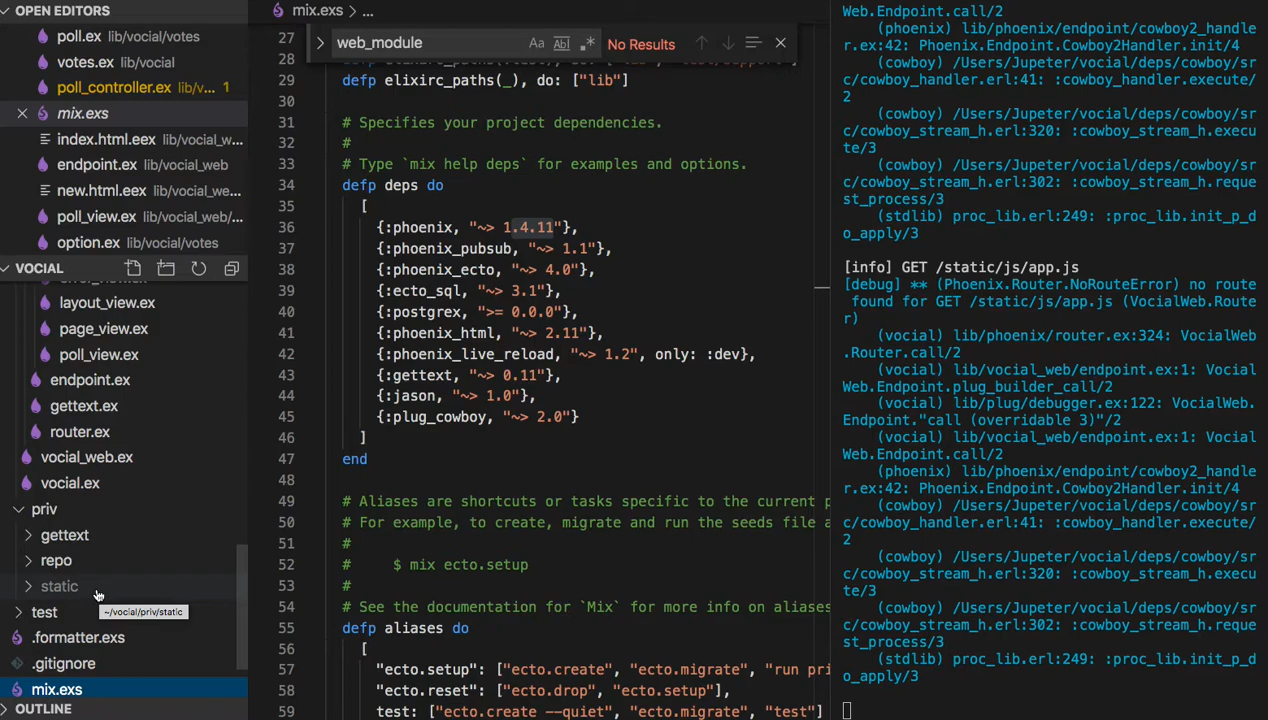 OPEN EDITORS
poll.ex lib/vocial/votes
votes.ex lib/vocial
poll_controller.ex lib/v... 1
mix.exs
index.html.eex lib/vocial_w...
endpoint.ex lib/vocial_web
new.html.eex lib/vocial_we...
poll_view.ex lib/vocial_web/...
option.ex lib/vocial/votes
VOCIAL
layout_view.ex
page_view.ex
poll_view.ex
endpoint.ex
gettext.ex
router.ex
vocial_web.ex
vocial.ex
priv
gettext
repo
static
~/vocial/priv/static
test
.formatter.exs
.gitignore
mix.exs
OUTLINE
mix.exs > ...
web_module
Aa Abl .* No Results
27
28
29 defp elixirc_paths(_), do: ["lib"]
30
31 # Specifies your project dependencies.
32 #
33 # Type `mix help deps` for examples and options.
34 defp deps do
35 [
36 {:phoenix, "~> 1.4.11"},
37 {:phoenix_pubsub, "~> 1.1"},
38 {:phoenix_ecto, "~> 4.0"},
39 {:ecto_sql, "~> 3.1"},
40 {:postgrex, ">= 0.0.0"},
41 {:phoenix_html, "~> 2.11"},
42 {:phoenix_live_reload, "~> 1.2", only: :dev},
43 {:gettext, "~> 0.11"},
44 {:jason, "~> 1.0"},
45 {:plug_cowboy, "~> 2.0"}
46 ]
47 end
48
49 # Aliases are shortcuts or tasks specific to the current p
50 # For example, to create, migrate and run the seeds file a
51 #
52 # $ mix ecto.setup
53 #
54 # See the documentation for `Mix` for more info on aliases
55 defp aliases do
56 [
57 "ecto.setup": ["ecto.create", "ecto.migrate", "run pri
58 "ecto.reset": ["ecto.drop", "ecto.setup"],
59 test: ["ecto.create --quiet", "ecto.migrate", "test"]
Web.Endpoint.call/2
(phoenix) lib/phoenix/endpoint/cowboy2_handle
r.ex:42: Phoenix.Endpoint.Cowboy2Handler.init/4
(cowboy) /Users/Jupeter/vocial/deps/cowboy/sr
c/cowboy_handler.erl:41: :cowboy_handler.execute/
2
(cowboy) /Users/Jupeter/vocial/deps/cowboy/sr
c/cowboy_stream_h.erl:320: :cowboy_stream_h.execu
te/3
(cowboy) /Users/Jupeter/vocial/deps/cowboy/sr
c/cowboy_stream_h.erl:302: :cowboy_stream_h.reque
st_process/3
(stdlib) proc_lib.erl:249: :proc_lib.init_p_d
o_apply/3
[info] GET /static/js/app.js
[debug] ** (Phoenix.Router.NoRouteError) no route
found for GET /static/js/app.js (VocialWeb.Route
r)
(vocial) lib/phoenix/router.ex:324: VocialWeb
.Router.call/2
(vocial) lib/vocial_web/endpoint.ex:1: Vocial
Web.Endpoint.plug_builder_call/2
(vocial) lib/plug/debugger.ex:122: VocialWeb.
Endpoint."call (overridable 3)"/2
(vocial) lib/vocial_web/endpoint.ex:1: Vocial
Web.Endpoint.call/2
(phoenix) lib/phoenix/endpoint/cowboy2_handle
r.ex:42: Phoenix.Endpoint.Cowboy2Handler.init/4
(cowboy) /Users/Jupeter/vocial/deps/cowboy/sr
c/cowboy_handler.erl:41: :cowboy_handler.execute/
2
(cowboy) /Users/Jupeter/vocial/deps/cowboy/sr
c/cowboy_stream_h.erl:320: :cowboy_stream_h.execu
te/3
(cowboy) /Users/Jupeter/vocial/deps/cowboy/sr
c/cowboy_stream_h.erl:302: :cowboy_stream_h.reque
st_process/3
(stdlib) proc_lib.erl:249: :proc_lib.init_p_d
o_apply/3